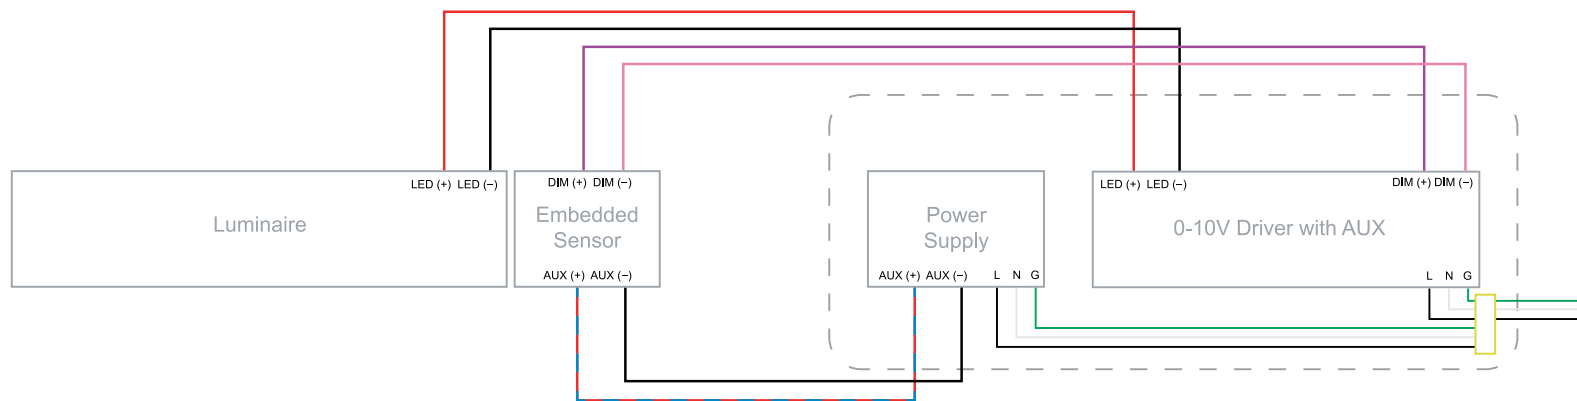 LED (+) LED (–)
Luminaire
DIM (+) DIM (–)
Embedded
Sensor
AUX (+) AUX (–)
Power
Supply
AUX (+) AUX (–) L N G
LED (+) LED (–) DIM (+) DIM (–)
0-10V Driver with AUX
L N G